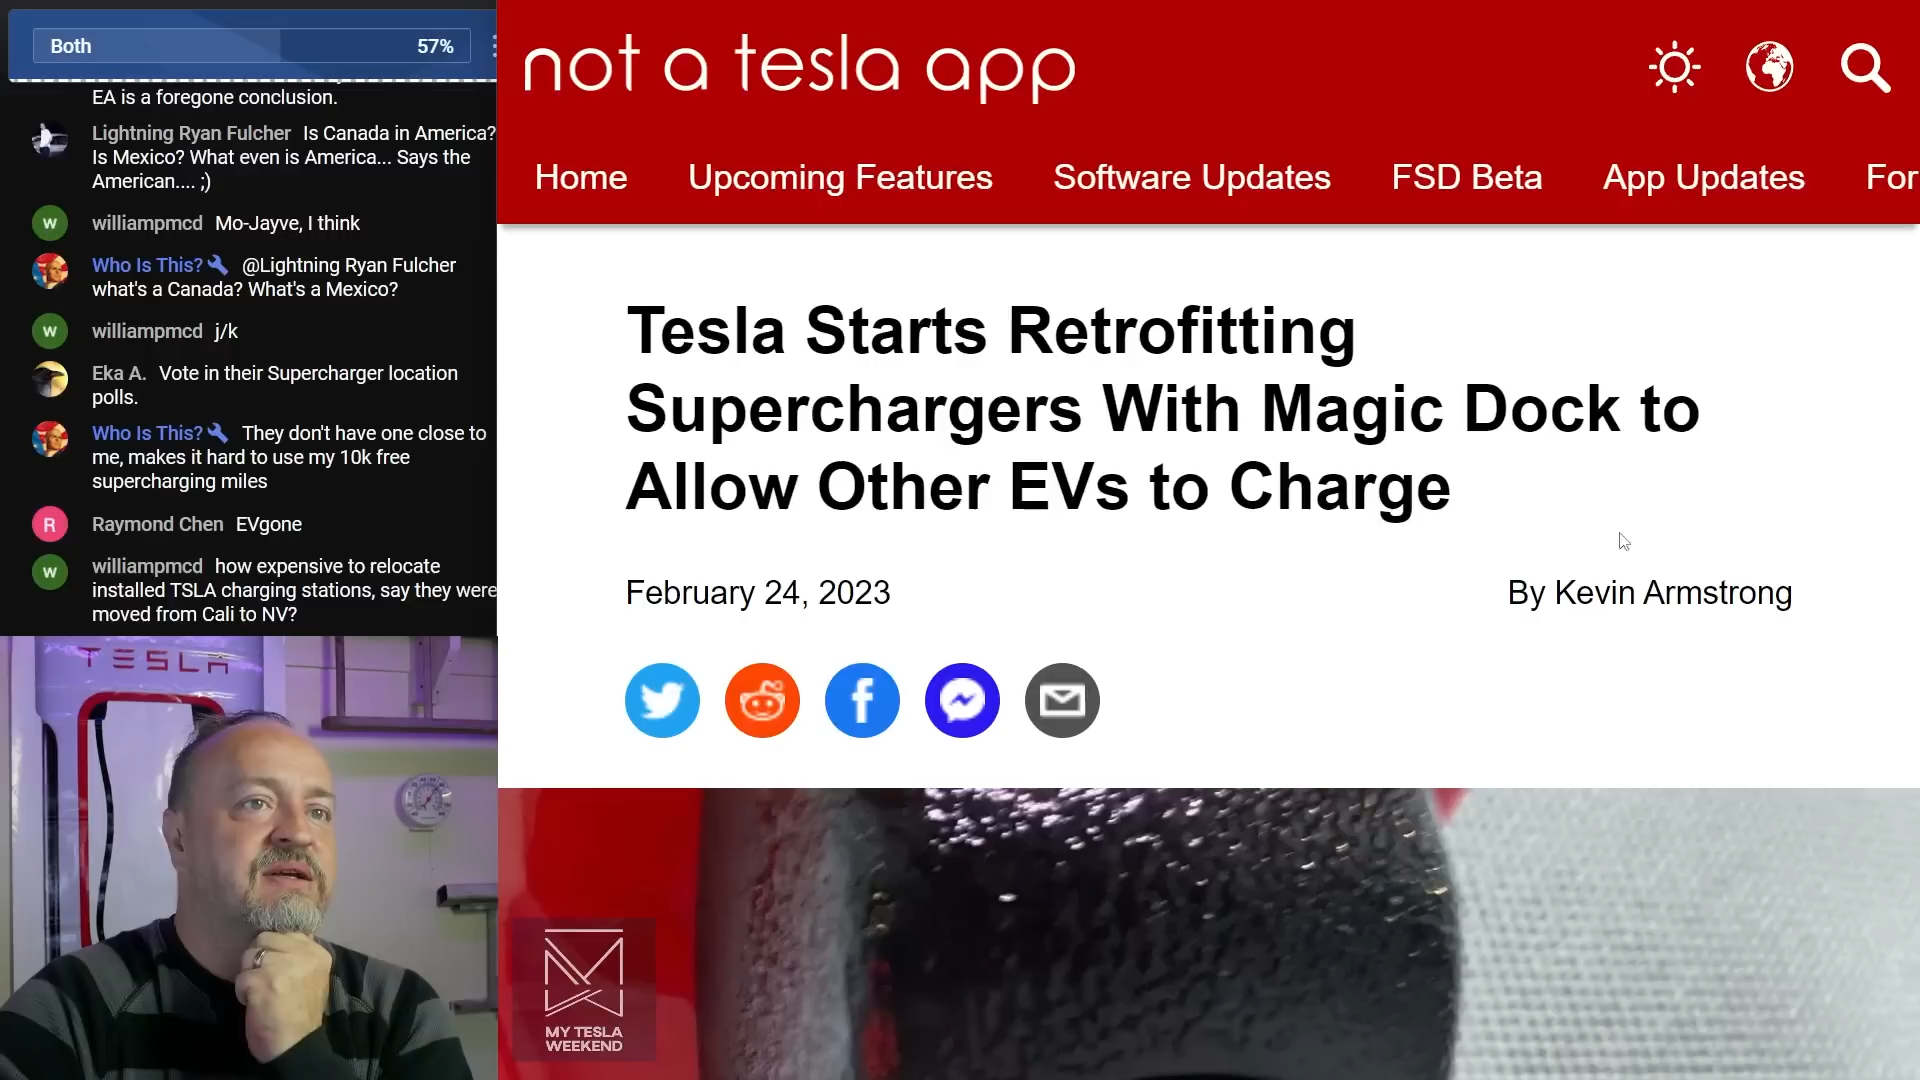 Both 57%
EA is a foregone conclusion.
Lightning Ryan Fulcher Is Canada in America?
Is Mexico? What even is America... Says the
American.... ;)
W williampmcd Mo-Jayve, I think
Who Is This? @Lightning Ryan Fulcher
what's a Canada? What's a Mexico?
W williampmcd j/k
Eka A. Vote in their Supercharger location
polls.
Who Is This? They don't have one close to
me, makes it hard to use my 10k free
supercharging miles
R Raymond Chen EVgone
W williampmcd how expensive to relocate
installed TSLA charging stations, say they were
moved from Cali to NV?
TESLA
not a tesla app
Home Upcoming Features Software Updates FSD Beta App Updates For
Tesla Starts Retrofitting
Superchargers With Magic Dock to
Allow Other EVs to Charge
February 24, 2023 By Kevin Armstrong
MY TESLA
WEEKEND